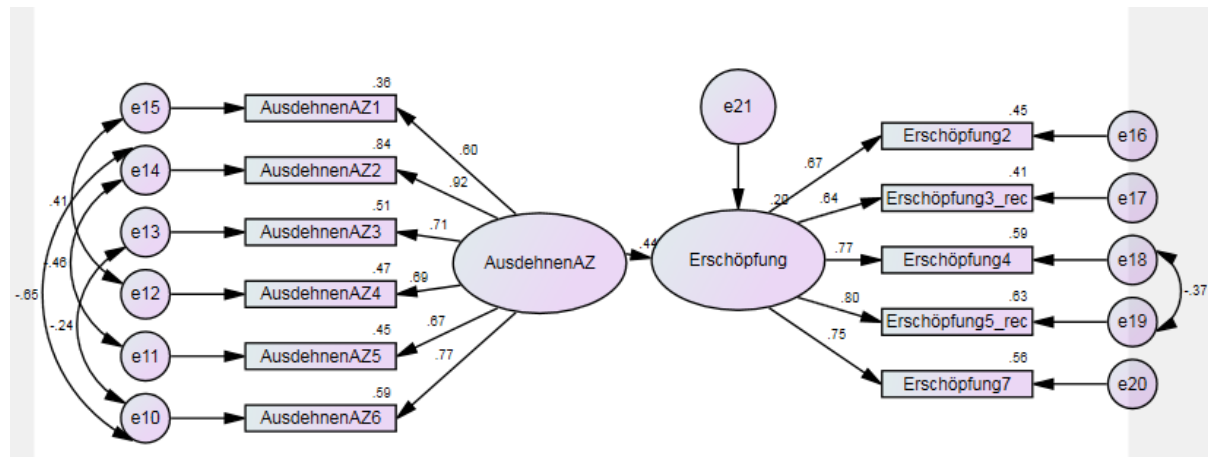 .36
e15
AusdehnenAZ1
.84
e14
AusdehnenAZ2
.51
e13
AusdehnenAZ3
.47
e12
AusdehnenAZ4
.45
e11
AusdehnenAZ5
.59
e10
AusdehnenAZ6
.41
-.46
-.65
-.24
.60
.92
.71
.69
.67
.77
AusdehnenAZ
.44
e21
.20
Erschöpfung
.67
.64
.77
.80
.75
.45
Erschöpfung2
e16
.41
Erschöpfung3_rec
e17
.59
Erschöpfung4
e18
.63
Erschöpfung5_rec
e19
.56
Erschöpfung7
e20
-.37